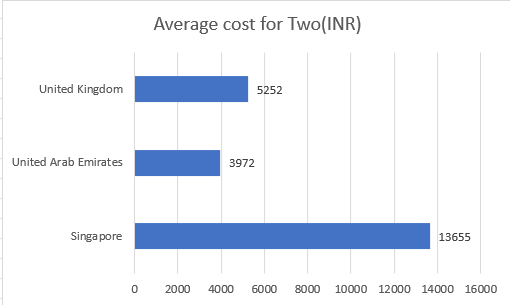 Average cost for Two(INR)
United Kingdom 5252
United Arab Emirates 3972
Singapore 13655
0 2000 4000 6000 8000 10000 12000 14000 16000